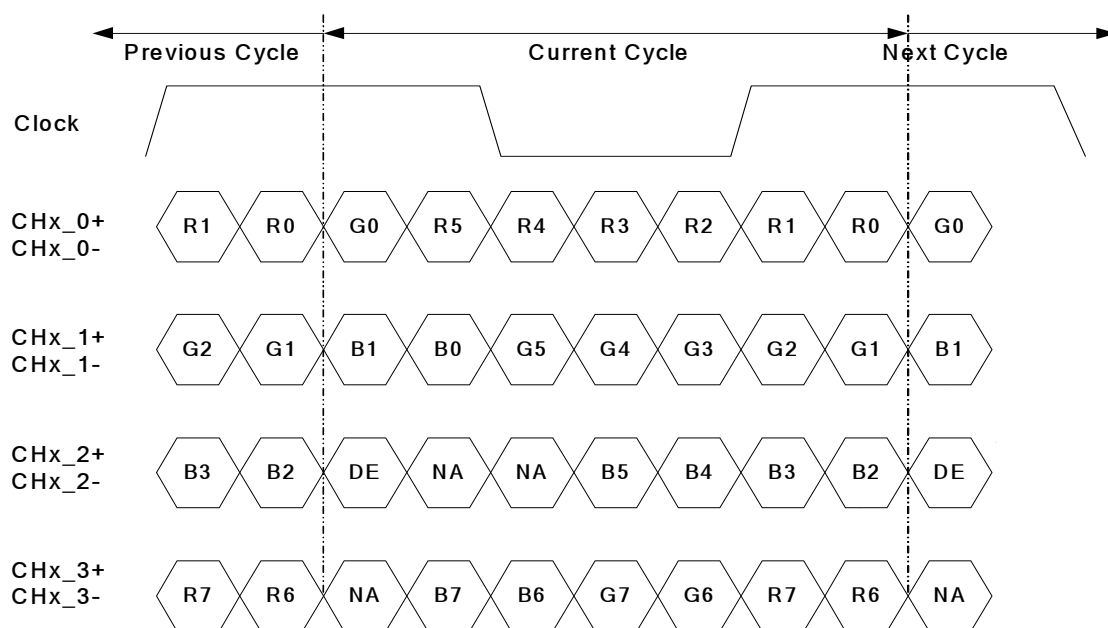 Previous Cycle Current Cycle Next Cycle
Clock
CHx_0+
CHx_0-
R1 R0 G0 R5 R4 R3 R2 R1 R0 G0
CHx_1+
CHx_1-
G2 G1 B1 B0 G5 G4 G3 G2 G1 B1
CHx_2+
CHx_2-
B3 B2 DE NA NA B5 B4 B3 B2 DE
CHx_3+
CHx_3-
R7 R6 NA B7 B6 G7 G6 R7 R6 NA